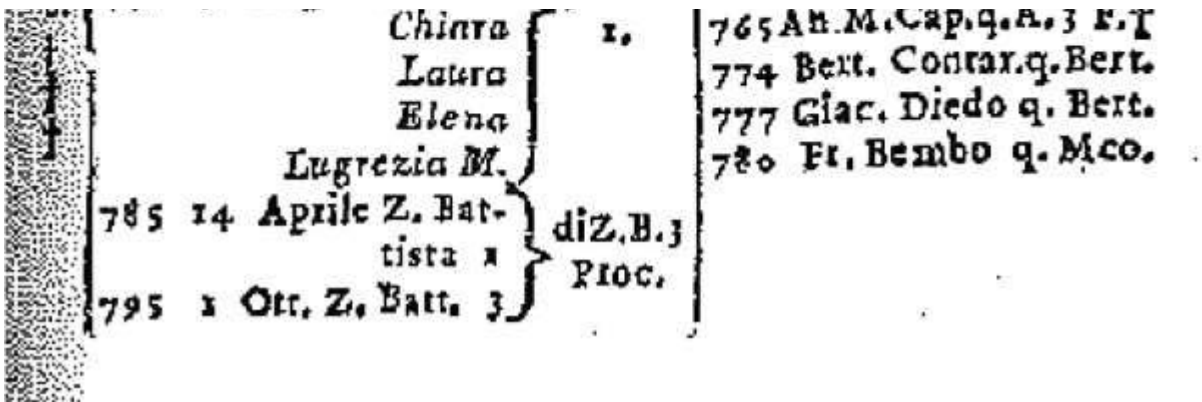 Chiara 1. 765 An.M.Cap.q.A. 3 F.T
Laura 774 Bert. Contar.q.Bert.
Elena 777 Giac. Diedo q. Bert.
Lugrezia M. 780 Fr. Bembo q. Mco.
785 14 Aprile Z. Bat-
tista 1 diZ.B.3
Proc.
795 1 Ott. Z. Batt. 3